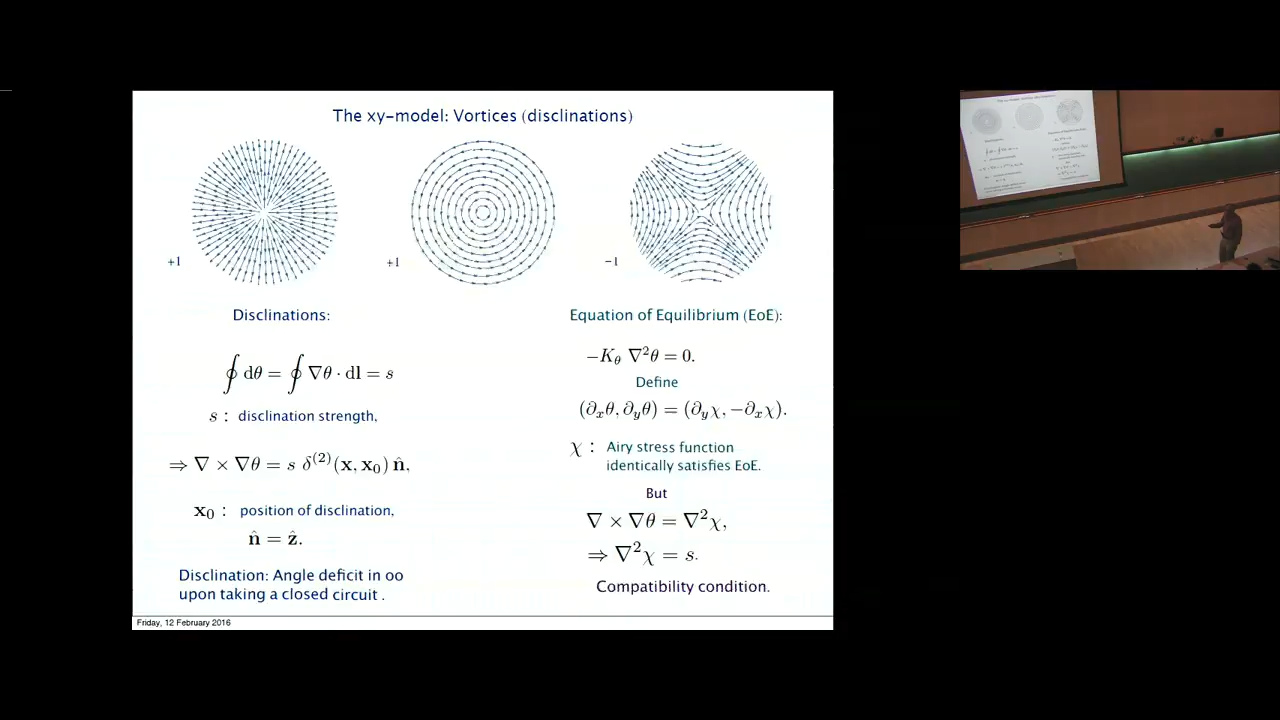 The xy-model: Vortices (disclinations)
+1
+1
−1
Disclinations:
∮ dθ = ∮ ∇θ · dl = s
s : disclination strength,
⇒ ∇ × ∇θ = s δ⁽²⁾(x, x₀) n̂,
x₀ : position of disclination,
n̂ = ẑ.
Disclination: Angle deficit in oo
upon taking a closed circuit .
Equation of Equilibrium (EoE):
−K_θ ∇²θ = 0.
Define
(∂ₓθ, ∂_yθ) = (∂_yχ, −∂ₓχ).
χ : Airy stress function
identically satisfies EoE.
But
∇ × ∇θ = ∇²χ,
⇒ ∇²χ = s.
Compatibility condition.
Friday, 12 February 2016